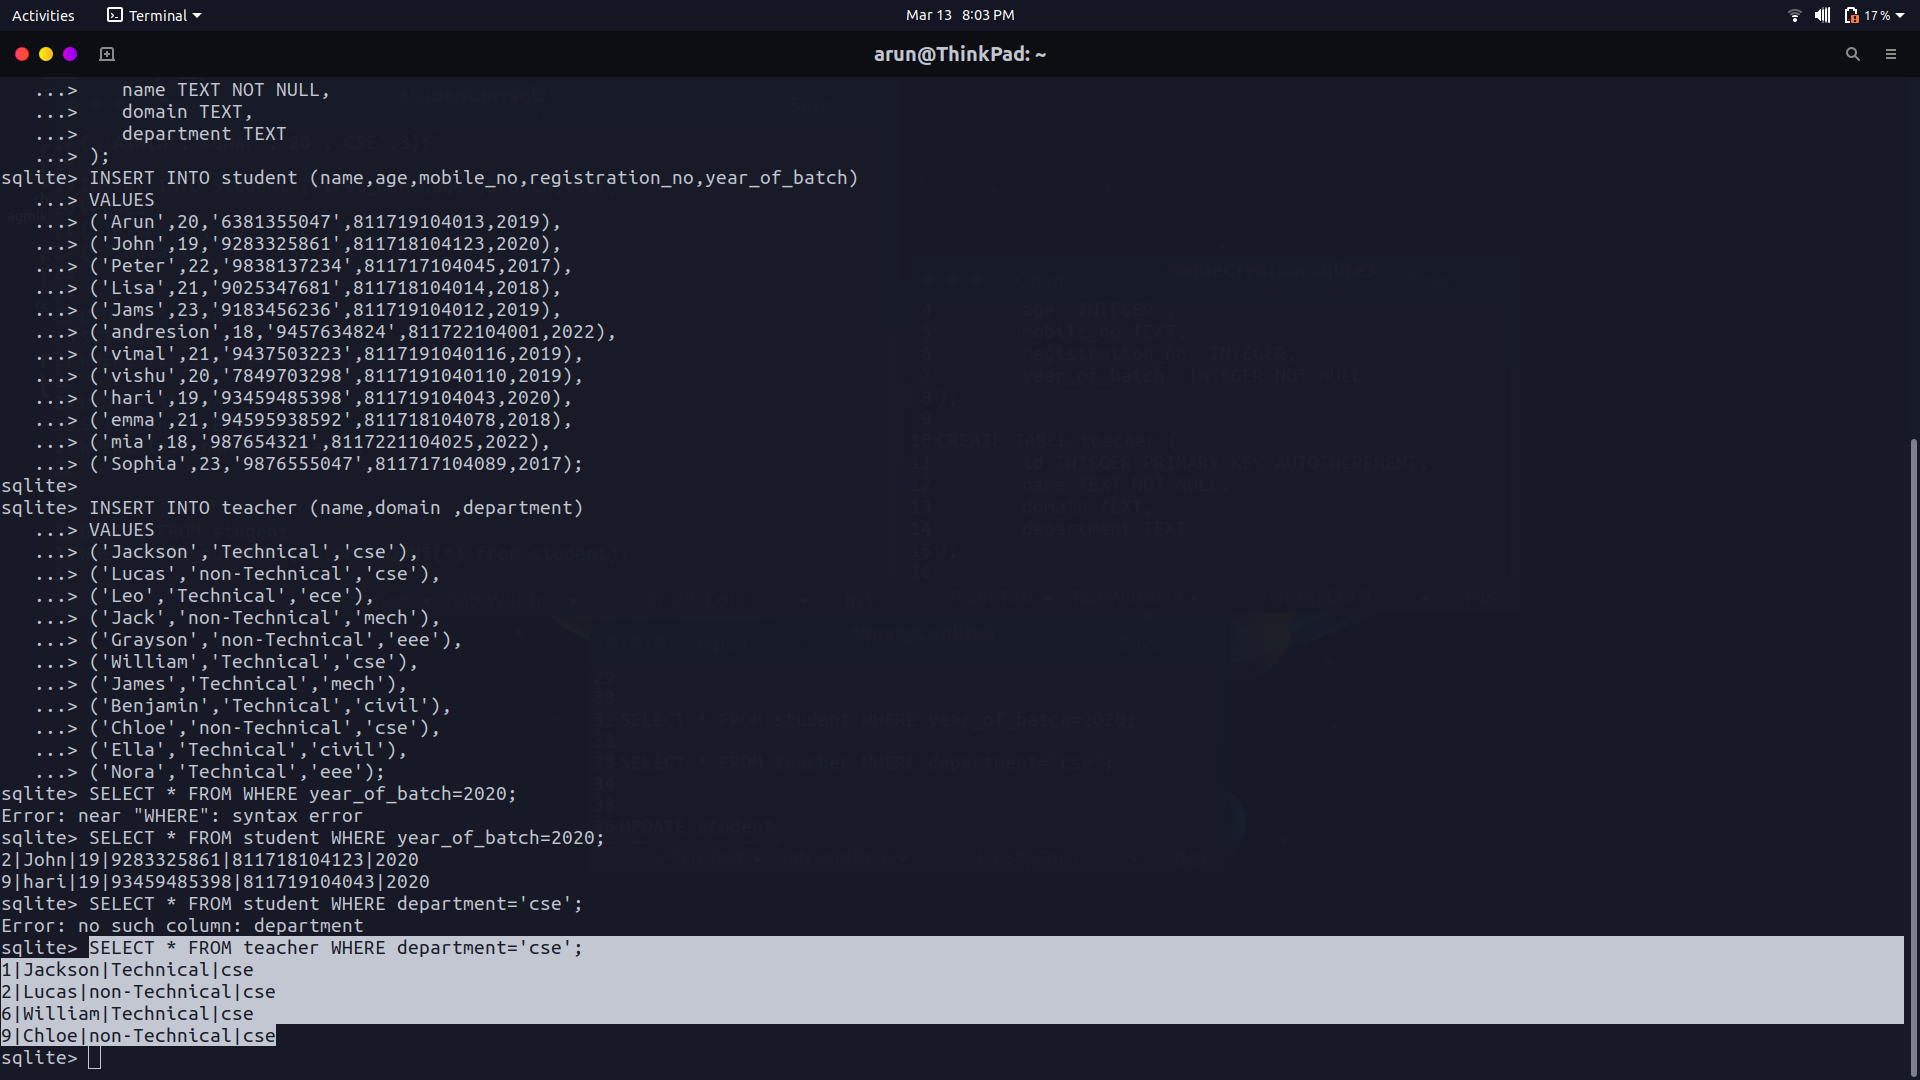 Activities Terminal Mar 13 8:03 PM 17 %
arun@ThinkPad: ~
...> name TEXT NOT NULL,
...> domain TEXT,
...> department TEXT
...> );
sqlite> INSERT INTO student (name,age,mobile_no,registration_no,year_of_batch)
...> VALUES
...> ('Arun',20,'6381355047',811719104013,2019),
...> ('John',19,'9283325861',811718104123,2020),
...> ('Peter',22,'9838137234',811717104045,2017),
...> ('Lisa',21,'9025347681',811718104014,2018),
...> ('Jams',23,'9183456236',811719104012,2019),
...> ('andresion',18,'9457634824',811722104001,2022),
...> ('vimal',21,'9437503223',8117191040116,2019),
...> ('vishu',20,'7849703298',8117191040110,2019),
...> ('hari',19,'93459485398',811719104043,2020),
...> ('emma',21,'94595938592',811718104078,2018),
...> ('mia',18,'987654321',8117221104025,2022),
...> ('Sophia',23,'9876555047',811717104089,2017);
sqlite>
sqlite> INSERT INTO teacher (name,domain ,department)
...> VALUES
...> ('Jackson','Technical','cse'),
...> ('Lucas','non-Technical','cse'),
...> ('Leo','Technical','ece'),
...> ('Jack','non-Technical','mech'),
...> ('Grayson','non-Technical','eee'),
...> ('William','Technical','cse'),
...> ('James','Technical','mech'),
...> ('Benjamin','Technical','civil'),
...> ('Chloe','non-Technical','cse'),
...> ('Ella','Technical','civil'),
...> ('Nora','Technical','eee');
sqlite> SELECT * FROM WHERE year_of_batch=2020;
Error: near "WHERE": syntax error
sqlite> SELECT * FROM student WHERE year_of_batch=2020;
2|John|19|9283325861|811718104123|2020
9|hari|19|93459485398|811719104043|2020
sqlite> SELECT * FROM student WHERE department='cse';
Error: no such column: department
sqlite> SELECT * FROM teacher WHERE department='cse';
1|Jackson|Technical|cse
2|Lucas|non-Technical|cse
6|William|Technical|cse
9|Chloe|non-Technical|cse
sqlite>